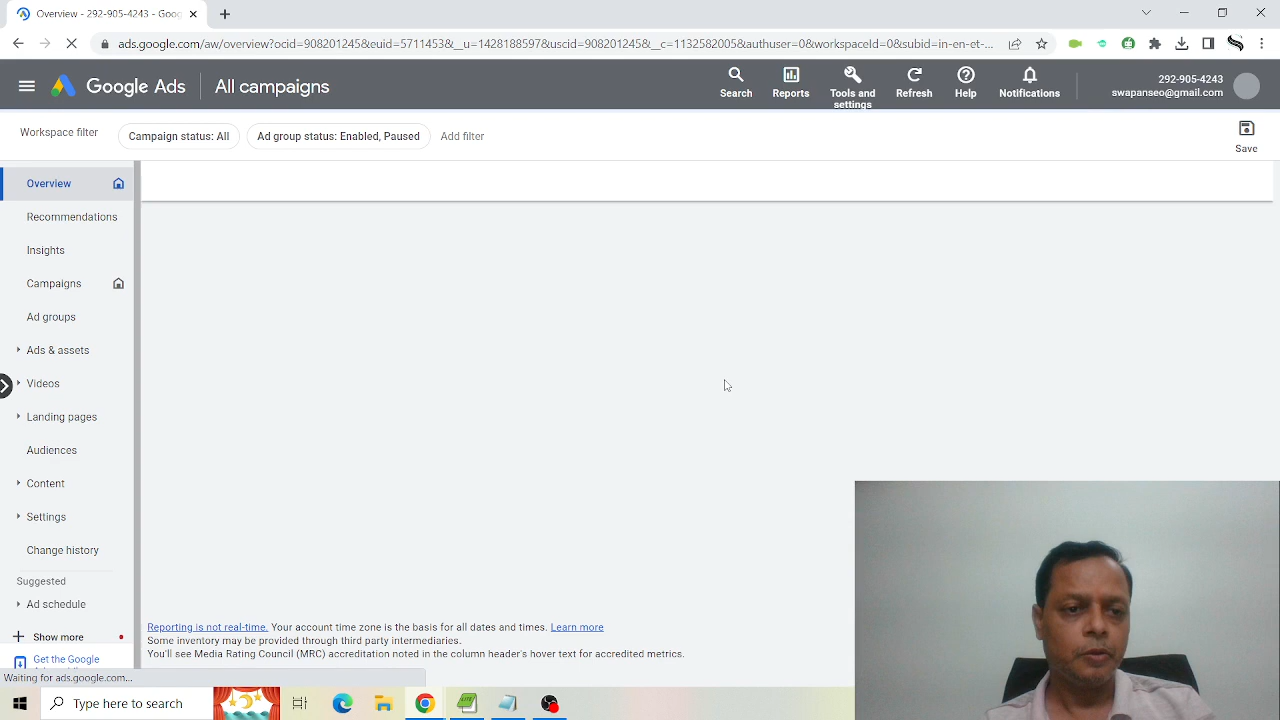 Overview - 292-905-4243 - Goog
ads.google.com/aw/overview?ocid=908201245&euid=5711453&__u=1428188597&uscid=908201245&__c=1132582005&authuser=0&workspaceId=0&subid=in-en-et-...
Google Ads
All campaigns
Search
Reports
Tools and
settings
Refresh
Help
Notifications
292-905-4243
swapanseo@gmail.com
Workspace filter
Campaign status: All
Ad group status: Enabled, Paused
Add filter
Save
Overview
Recommendations
Insights
Campaigns
Ad groups
Ads & assets
Videos
Landing pages
Audiences
Content
Settings
Change history
Suggested
Ad schedule
Show more
Get the Google
Reporting is not real-time. Your account time zone is the basis for all dates and times. Learn more
Some inventory may be provided through third party intermediaries.
You'll see Media Rating Council (MRC) accreditation noted in the column header's hover text for accredited metrics.
Waiting for ads.google.com...
Type here to search
LITE